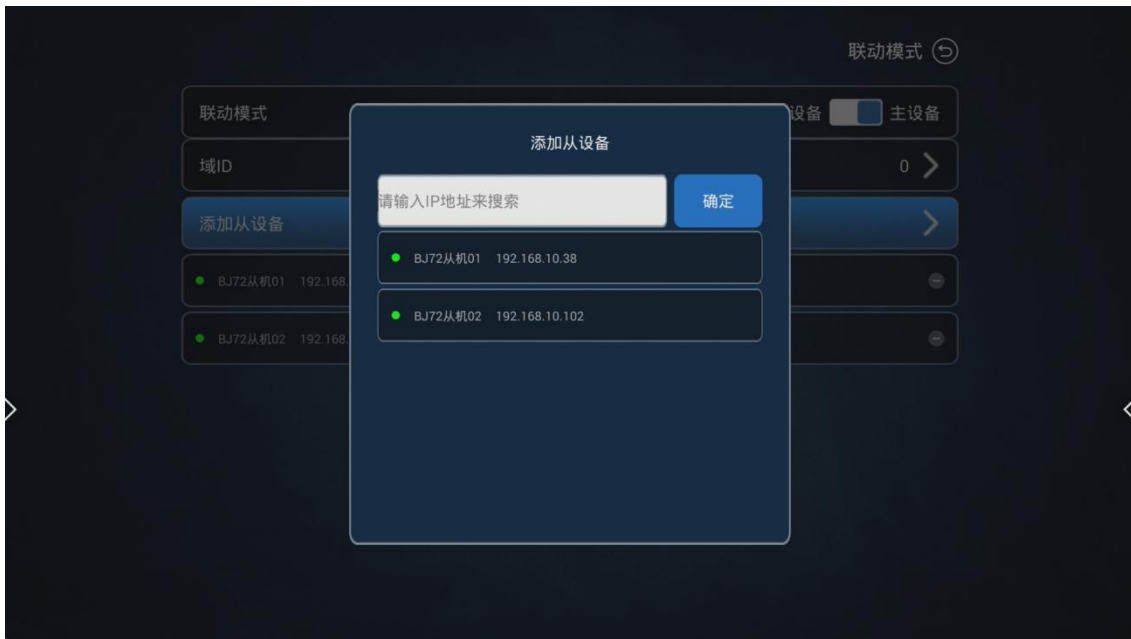 联动模式
联动模式 设备 主设备
域ID 0
添加从设备
BJ72从机01 192.168.
BJ72从机02 192.168.
添加从设备
请输入IP地址来搜索 确定
BJ72从机01 192.168.10.38
BJ72从机02 192.168.10.102